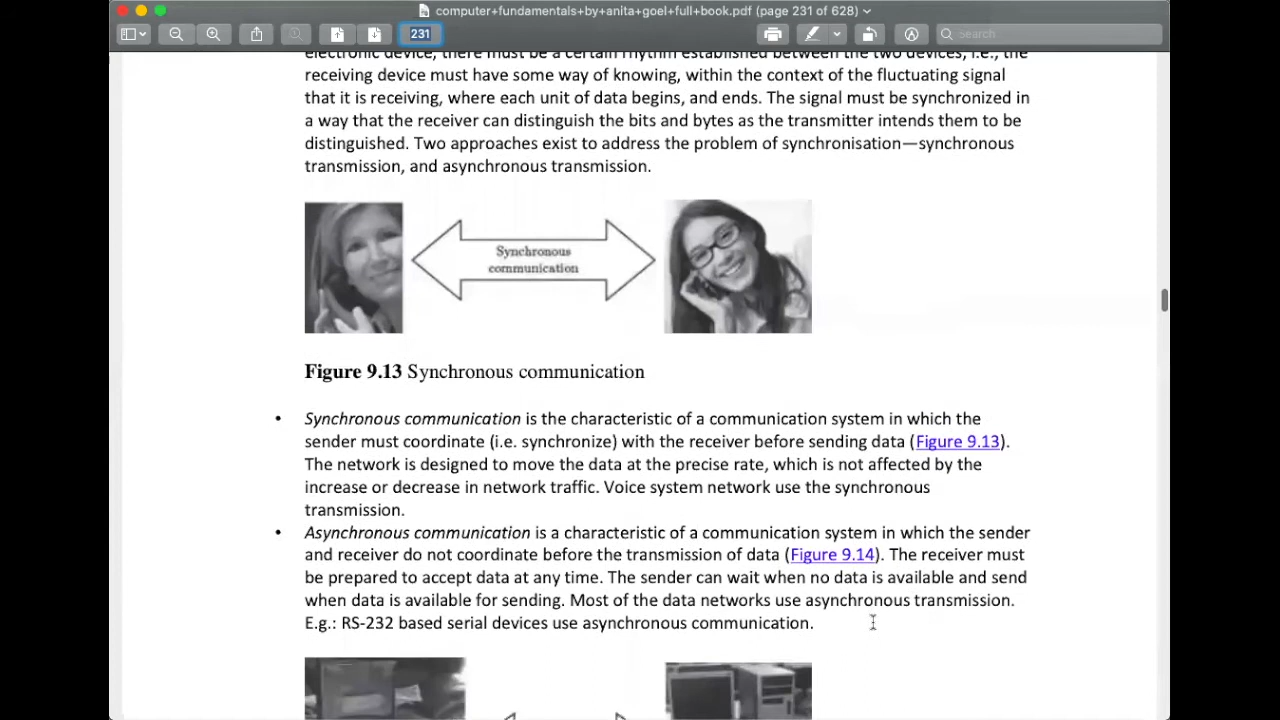 computer+fundamentals+by+anita+goel+full+book.pdf (page 231 of 628)
231
Search
electronic device, there must be a certain rhythm established between the two devices, i.e., the
receiving device must have some way of knowing, within the context of the fluctuating signal
that it is receiving, where each unit of data begins, and ends. The signal must be synchronized in
a way that the receiver can distinguish the bits and bytes as the transmitter intends them to be
distinguished. Two approaches exist to address the problem of synchronisation—synchronous
transmission, and asynchronous transmission.
Synchronous
communication
Figure 9.13 Synchronous communication
• Synchronous communication is the characteristic of a communication system in which the
sender must coordinate (i.e. synchronize) with the receiver before sending data (Figure 9.13).
The network is designed to move the data at the precise rate, which is not affected by the
increase or decrease in network traffic. Voice system network use the synchronous
transmission.
• Asynchronous communication is a characteristic of a communication system in which the sender
and receiver do not coordinate before the transmission of data (Figure 9.14). The receiver must
be prepared to accept data at any time. The sender can wait when no data is available and send
when data is available for sending. Most of the data networks use asynchronous transmission.
E.g.: RS-232 based serial devices use asynchronous communication.